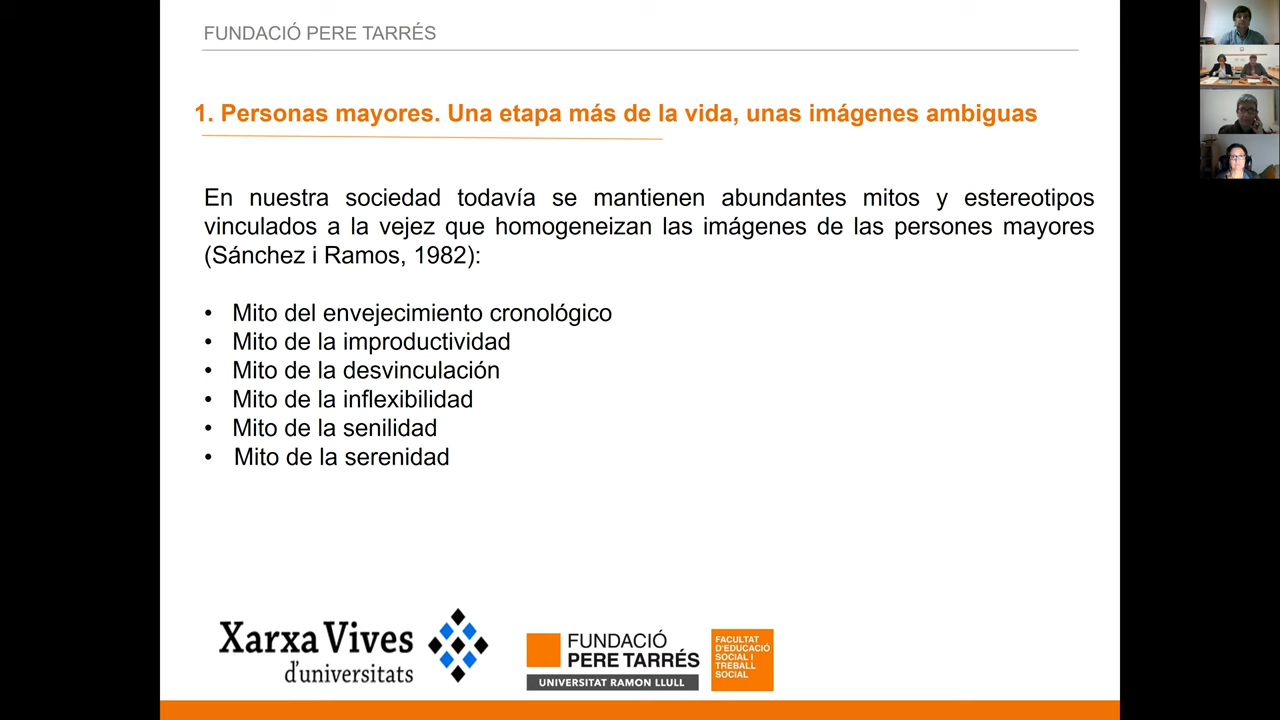 FUNDACIÓ PERE TARRÉS
1. Personas mayores. Una etapa más de la vida, unas imágenes ambiguas
En nuestra sociedad todavía se mantienen abundantes mitos y estereotipos
vinculados a la vejez que homogeneizan las imágenes de las persones mayores
(Sánchez i Ramos, 1982):
• Mito del envejecimiento cronológico
• Mito de la improductividad
• Mito de la desvinculación
• Mito de la inflexibilidad
• Mito de la senilidad
• Mito de la serenidad
Xarxa Vives
d'universitats
FUNDACIÓ
PERE TARRÉS
UNIVERSITAT RAMON LLULL
FACULTAT
D'EDUCACIÓ
SOCIAL I
TREBALL
SOCIAL